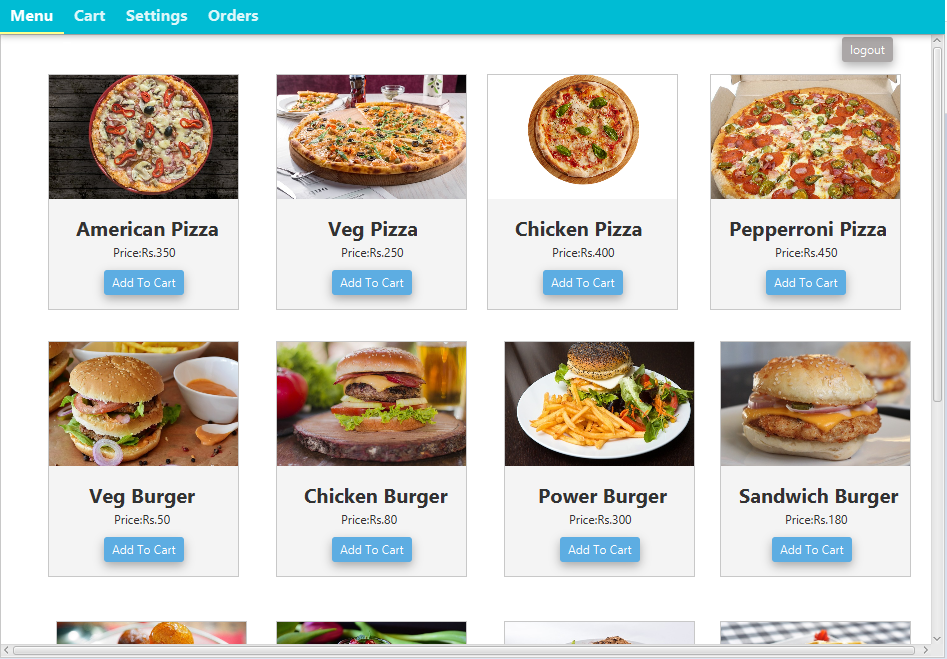 Menu Cart Settings Orders
logout
American Pizza Veg Pizza Chicken Pizza Pepperroni Pizza
Price:Rs.350 Price:Rs.250 Price:Rs.400 Price:Rs.450
Add To Cart Add To Cart Add To Cart Add To Cart
Veg Burger Chicken Burger Power Burger Sandwich Burger
Price:Rs.50 Price:Rs.80 Price:Rs.300 Price:Rs.180
Add To Cart Add To Cart Add To Cart Add To Cart